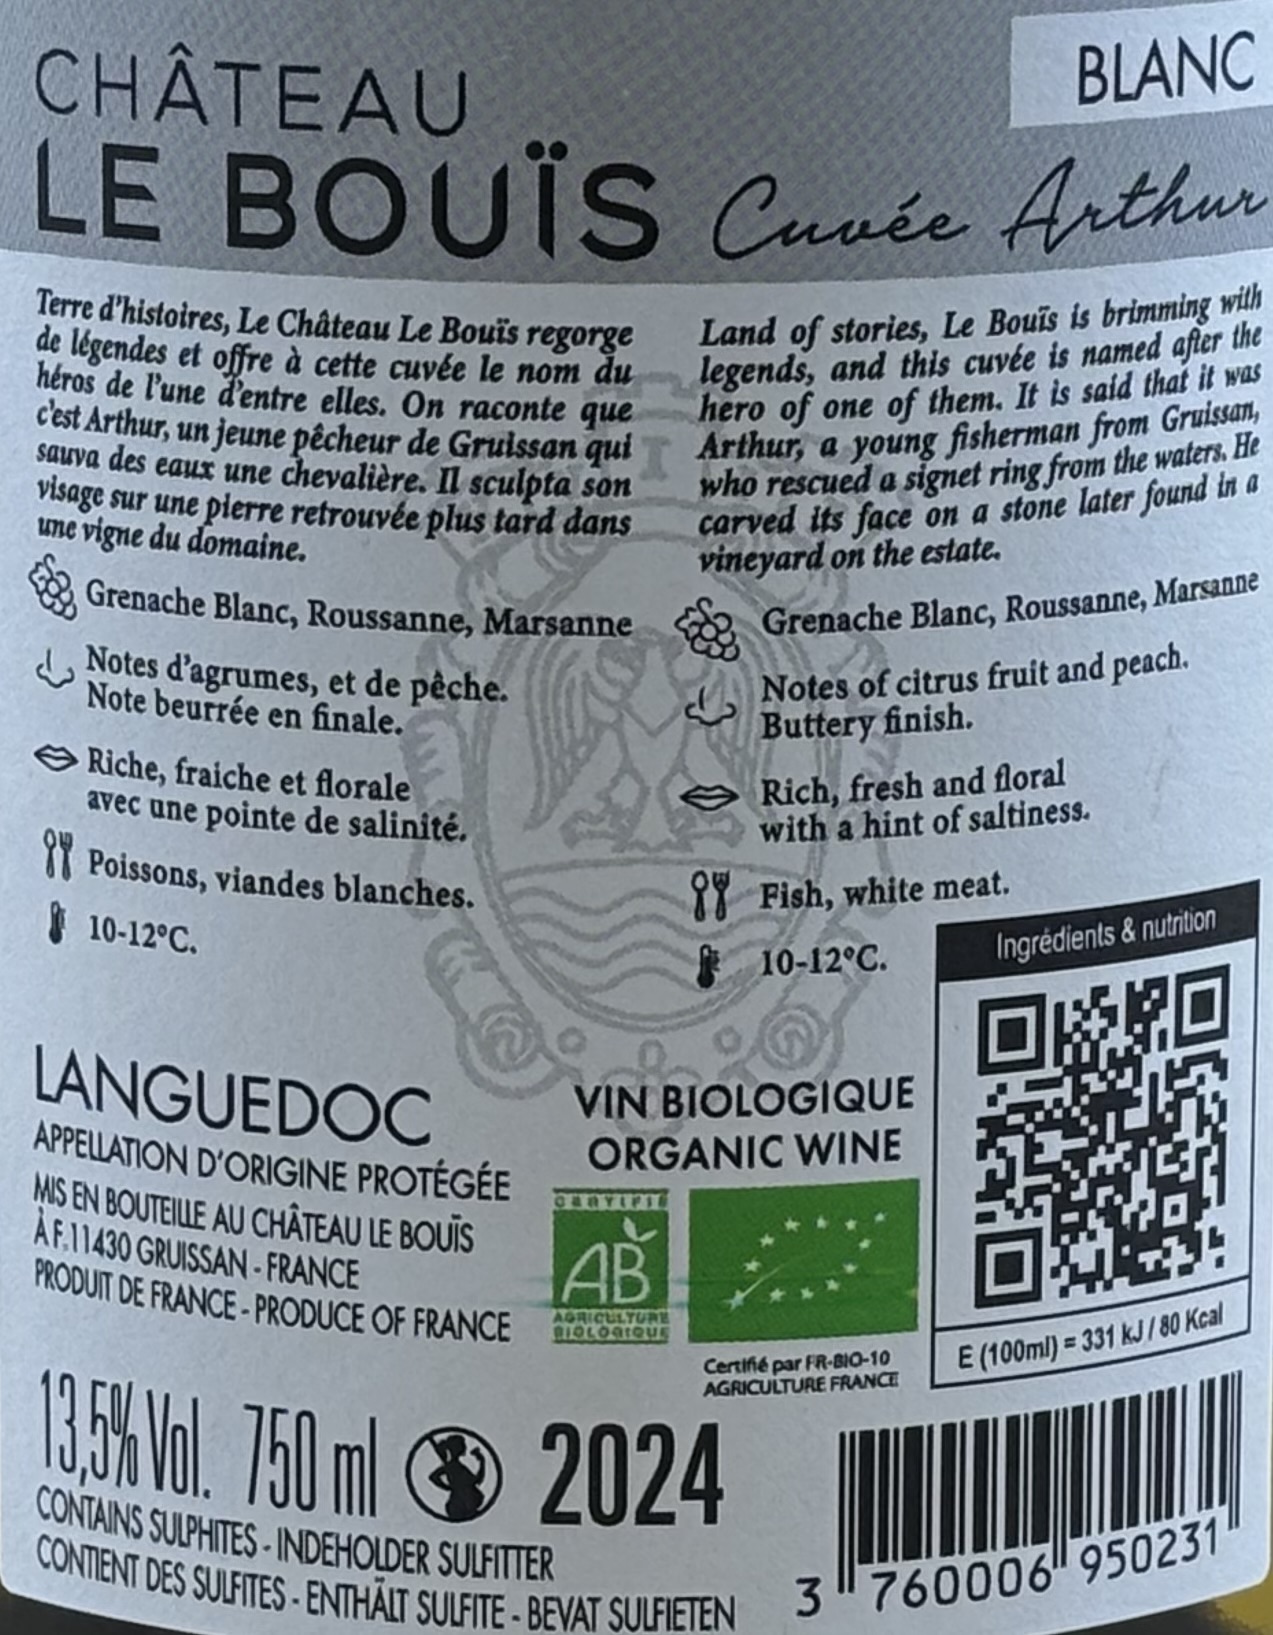 CHÂTEAU
LE BOUÏS Cuvée Arthur
BLANC
Terre d'histoires, Le Château Le Bouïs regorge
de légendes et offre à cette cuvée le nom du
héros de l'une d'entre elles. On raconte que
c'est Arthur, un jeune pêcheur de Gruissan qui
sauva des eaux une chevalière. Il sculpta son
visage sur une pierre retrouvée plus tard dans
une vigne du domaine.
Grenache Blanc, Roussanne, Marsanne
Notes d'agrumes, et de pêche.
Note beurrée en finale.
Riche, fraiche et florale
avec une pointe de salinité.
Poissons, viandes blanches.
10-12°C.
Land of stories, Le Bouïs is brimming with
legends, and this cuvée is named after the
hero of one of them. It is said that it was
Arthur, a young fisherman from Gruissan,
who rescued a signet ring from the waters. He
carved its face on a stone later found in a
vineyard on the estate.
Grenache Blanc, Roussanne, Marsanne
Notes of citrus fruit and peach.
Buttery finish.
Rich, fresh and floral
with a hint of saltiness.
Fish, white meat.
10-12°C.
LANGUEDOC
APPELLATION D'ORIGINE PROTÉGÉE
MIS EN BOUTEILLE AU CHÂTEAU LE BOUÏS
À F.11430 GRUISSAN - FRANCE
PRODUIT DE FRANCE - PRODUCE OF FRANCE
VIN BIOLOGIQUE
ORGANIC WINE
CERTIFIÉ
AB
AGRICULTURE
BIOLOGIQUE
Certifié par FR-BIO-10
AGRICULTURE FRANCE
Ingrédients & nutrition
E (100ml) = 331 kJ / 80 Kcal
13,5% Vol. 750 ml 2024
CONTAINS SULPHITES - INDEHOLDER SULFITTER
CONTIENT DES SULFITES - ENTHÄLT SULFITE - BEVAT SULFIETEN
3 760006 950231